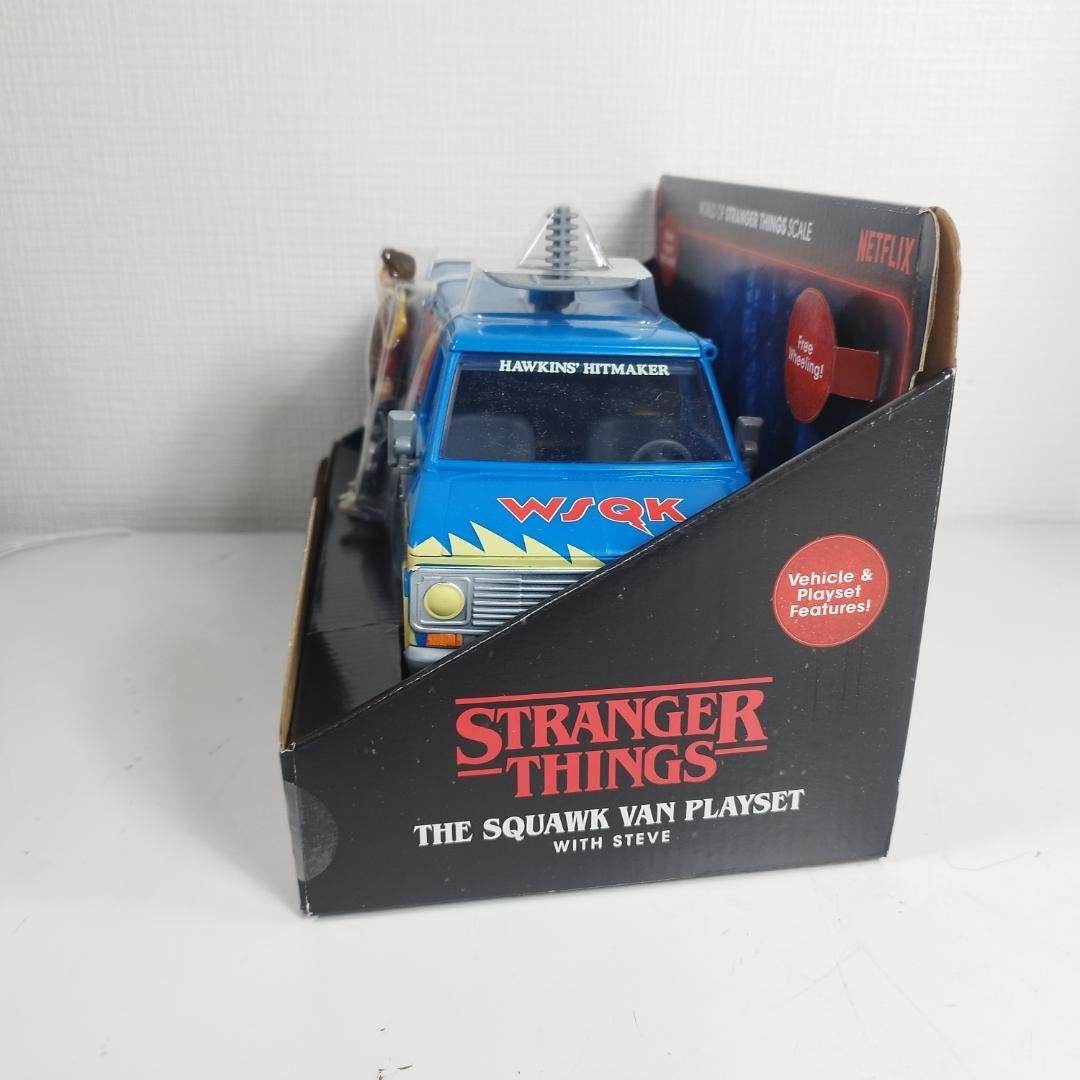 WORLD OF STRANGER THINGS SCALE
NETFLIX
Free
Wheeling!
HAWKINS' HITMAKER
WSQK
Vehicle &
Playset
Features!
STRANGER
THINGS
THE SQUAWK VAN PLAYSET
WITH STEVE